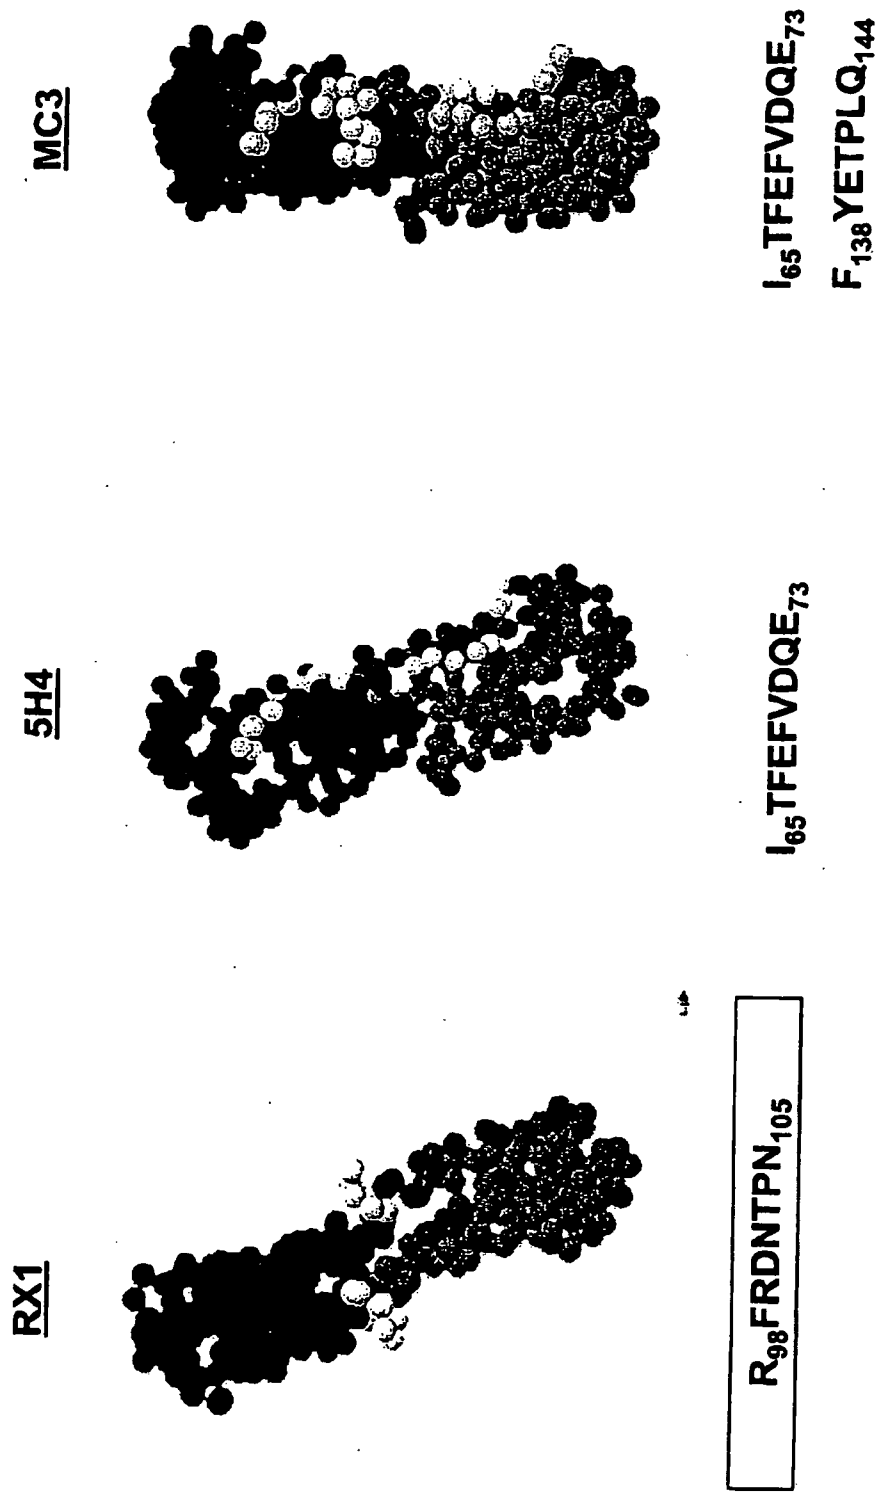 RX1
5H4
MC3
R98FRDNTPN105
I65TFEFVDQE73
I65TFEFVDQE73
F138YETPLQ144